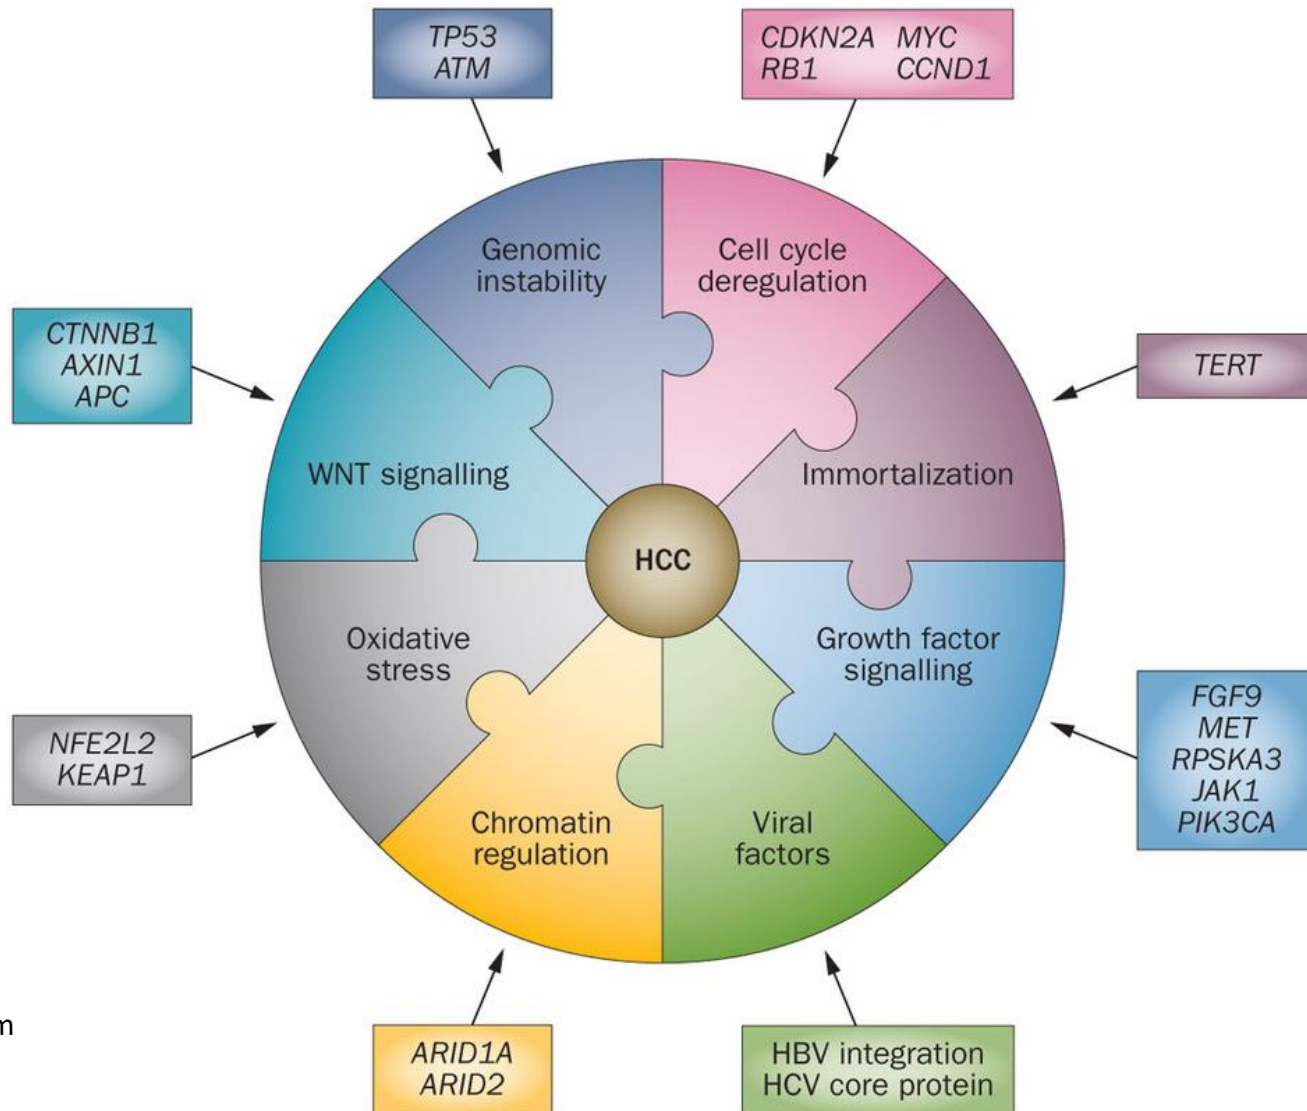 TP53
ATM
CDKN2A MYC
RB1 CCND1
Genomic
instability
Cell cycle
deregulation
CTNNB1
AXIN1
APC
TERT
WNT signalling
Immortalization
HCC
Oxidative
stress
Growth factor
signalling
NFE2L2
KEAP1
FGF9
MET
RPSKA3
JAK1
PIK3CA
Chromatin
regulation
Viral
factors
m
ARID1A
ARID2
HBV integration
HCV core protein